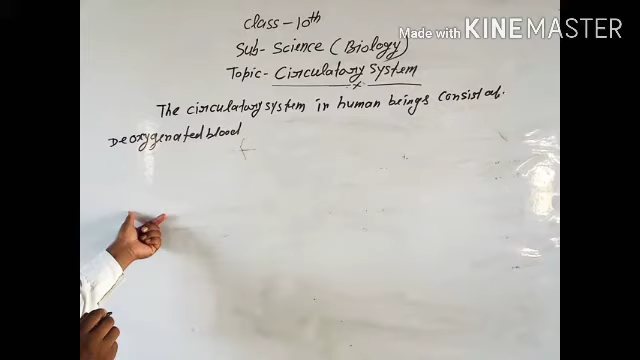 Class - 10th
Made with KINEMASTER
Sub- Science (Biology)
Topic- Circulatory System
The circulatory system in human beings consist of.
Deoxygenated blood